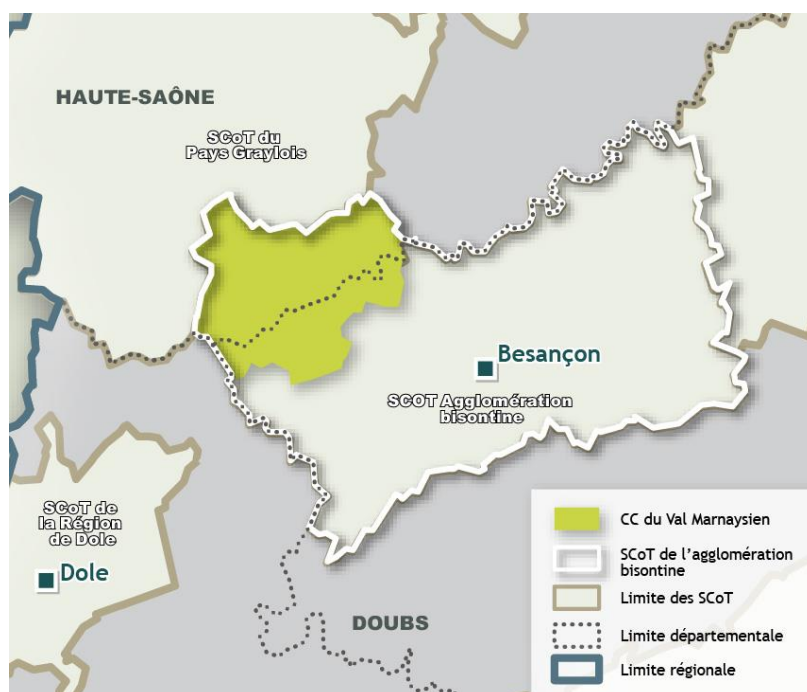 HAUTE-SAÔNE
SCoT du
Pays Graylois
Besançon
SCOT Agglomération
bisontine
SCoT de
la Région
de Dole
Dole
DOUBS
CC du Val Marnaysien
SCoT de l'agglomération
bisontine
Limite des SCoT
Limite départementale
Limite régionale